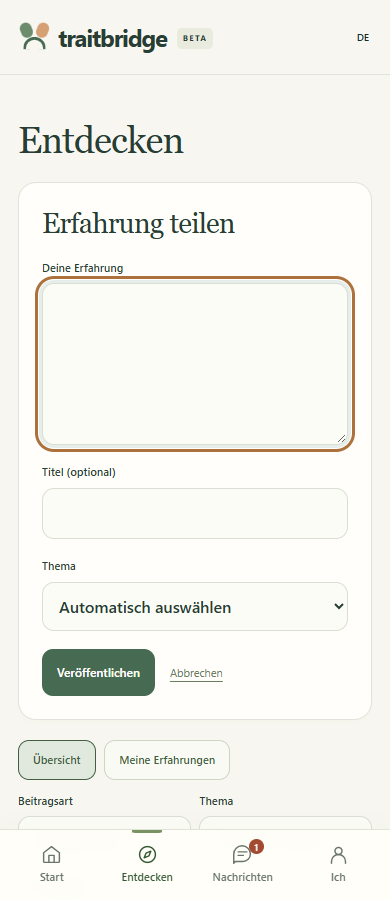 traitbridge BETA DE
Entdecken
Erfahrung teilen
Deine Erfahrung
Titel (optional)
Thema
Automatisch auswählen
Veröffentlichen Abbrechen
Übersicht Meine Erfahrungen
Beitragsart Thema
1
Start Entdecken Nachrichten Ich